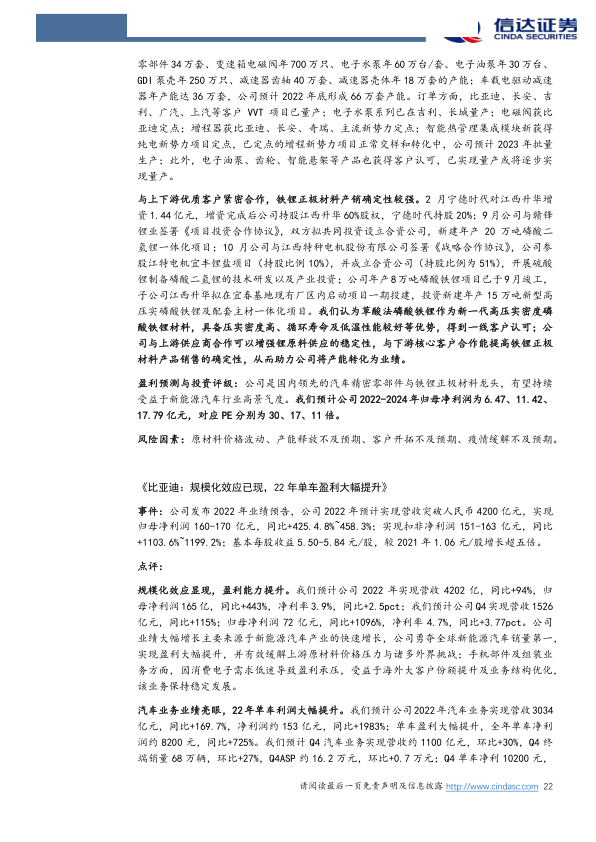 信达证券
CINDA SECURITIES
零部件 34 万套、变速箱电磁阀年 700 万只、电子水泵年 60 万台/套、电子油泵年 30 万台、
GDI 泵壳年 250 万只、减速器齿轴 40 万套、减速器壳体年 18 万套的产能；车载电驱动减速
器年产能达 36 万套，公司预计 2022 年底形成 66 万套产能。订单方面，比亚迪、长安、吉
利、广汽、上汽等客户 VVT 项目已量产；电子水泵系列已在吉利、长城量产；电磁阀获比
亚迪定点；增程器获比亚迪、长安、奇瑞、主流新势力定点；智能热管理集成模块新获得
纯电新势力项目定点，已定点的增程新势力项目正常交样和转化中，公司预计 2023 年批量
生产；此外，电子油泵、齿轮、智能悬架等产品也获得客户认可，已实现量产或将逐步实
现量产。
与上下游优质客户紧密合作，铁锂正极材料产销确定性较强。2 月宁德时代对江西升华增
资 1.44 亿元，增资完成后公司持股江西升华 60%股权，宁德时代持股 20%；9 月公司与赣锋
锂业签署《项目投资合作协议》，双方拟共同投资设立合资公司，新建年产 20 万吨磷酸二
氢锂一体化项目；10 月公司与江西特种电机股份有限公司签署《战略合作协议》，公司参
股江特电机宜丰锂盐项目（持股比例 10%），并成立合资公司（持股比例为 51%），开展硫酸
锂制备磷酸二氢锂的技术研发以及产业投资；公司年产 8 万吨磷酸铁锂项目已于 9 月竣工，
子公司江西升华拟在宜春基地现有厂区内启动项目一期投建，投资新建年产 15 万吨新型高
压实磷酸铁锂及配套主材一体化项目。我们认为草酸法磷酸铁锂作为新一代高压实密度磷
酸铁锂材料，具备压实密度高、循环寿命及低温性能较好等优势，得到一线客户认可；公
司与上游供应商合作可以增强锂原料供应的稳定性，与下游核心客户合作能提高铁锂正极
材料产品销售的确定性，从而助力公司将产能转化为业绩。
盈利预测与投资评级：公司是国内领先的汽车精密零部件与铁锂正极材料龙头，有望持续
受益于新能源汽车行业高景气度。我们预计公司 2022-2024 年归母净利润为 6.47、11.42、
17.79 亿元，对应 PE 分别为 30、17、11 倍。
风险因素：原材料价格波动、产能释放不及预期、客户开拓不及预期、疫情缓解不及预期。
《比亚迪：规模化效应已现，22 年单车盈利大幅提升》
事件：公司发布 2022 年业绩预告，公司 2022 年预计实现营收突破人民币 4200 亿元，实现
归母净利润 160-170 亿元，同比+425.4.8%~458.3%；实现扣非净利润 151-163 亿元，同比
+1103.6%~1199.2%；基本每股收益 5.50-5.84 元/股，较 2021 年 1.06 元/股增长超五倍。
点评：
规模化效应显现，盈利能力提升。我们预计公司 2022 年实现营收 4202 亿，同比+94%，归
母净利润 165 亿，同比+443%，净利率 3.9%，同比+2.5pct；我们预计公司 Q4 实现营收 1526
亿元，同比+115%；归母净利润 72 亿元，同比+1096%，净利率 4.7%，同比+3.77pct。公司
业绩大幅增长主要来源于新能源汽车产业的快速增长，公司勇夺全球新能源汽车销量第一，
实现盈利大幅提升，并有效缓解上游原材料价格压力与诸多外界挑战；手机部件及组装业
务方面，因消费电子需求低迷导致盈利承压，受益于海外大客户份额提升及业务结构优化，
该业务保持稳定发展。
汽车业务业绩亮眼，22 年单车利润大幅提升。我们预计公司 2022 年汽车业务实现营收 3034
亿元，同比+169.7%，净利润约 153 亿元，同比+1983%；单车盈利大幅提升，全年单车净利
润约 8200 元，同比+725%。我们预计 Q4 汽车业务实现营收约 1100 亿元，环比+30%，Q4 终
端销量 68 万辆，环比+27%，Q4ASP 约 16.2 万元，环比+0.7 万元；Q4 单车净利 10200 元，
请阅读最后一页免责声明及信息披露 http://www.cindasc.com 22